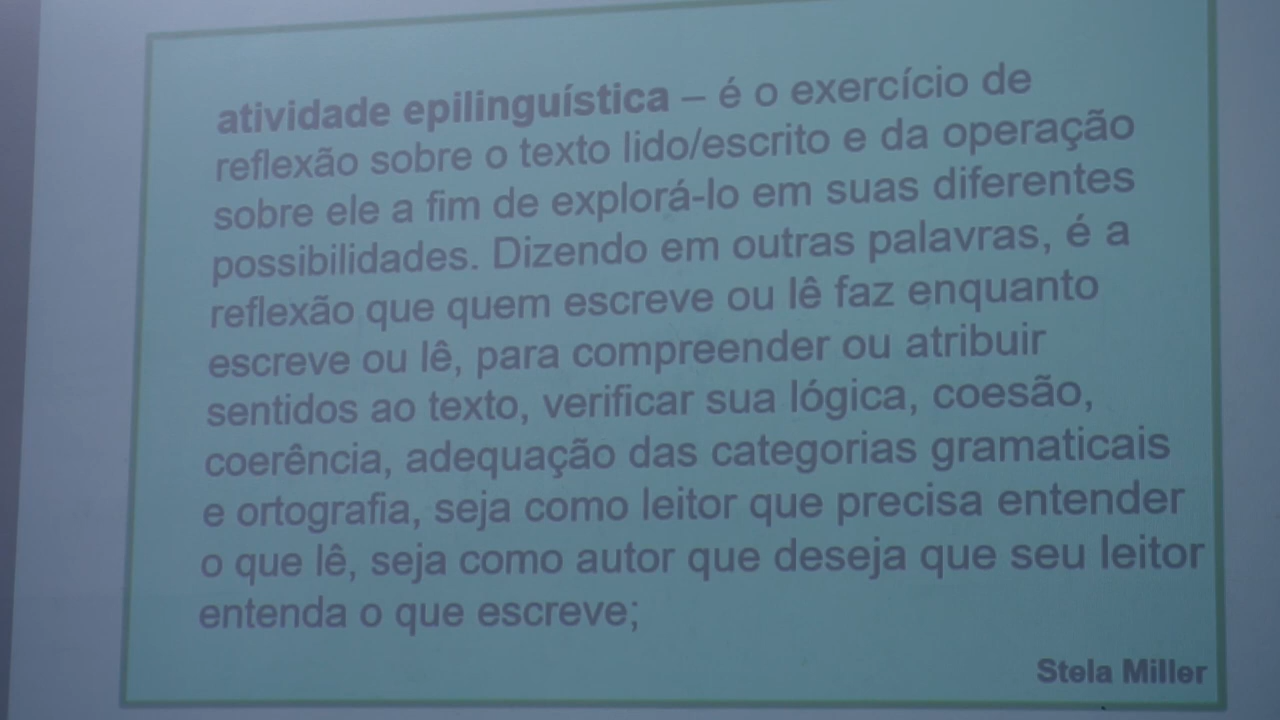 atividade epilinguística – é o exercício de
reflexão sobre o texto lido/escrito e da operação
sobre ele a fim de explorá-lo em suas diferentes
possibilidades. Dizendo em outras palavras, é a
reflexão que quem escreve ou lê faz enquanto
escreve ou lê, para compreender ou atribuir
sentidos ao texto, verificar sua lógica, coesão,
coerência, adequação das categorias gramaticais
e ortografia, seja como leitor que precisa entender
o que lê, seja como autor que deseja que seu leitor
entenda o que escreve;
Stela Miller